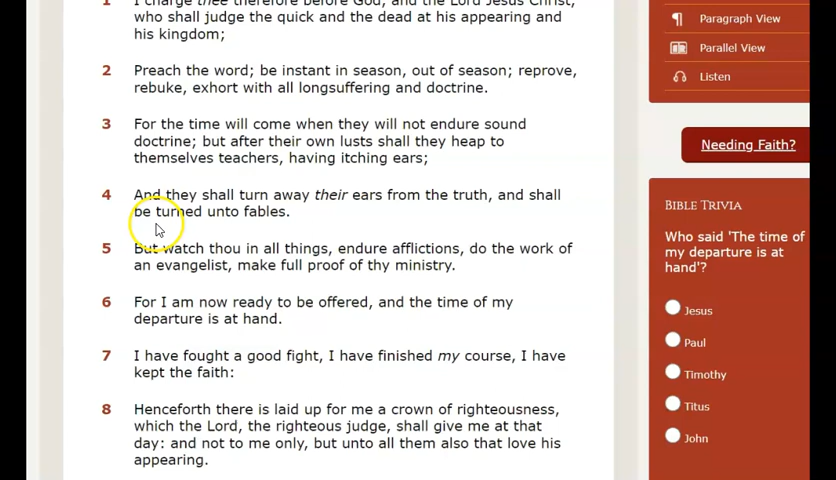 1 I charge thee therefore before God, and the Lord Jesus Christ,
who shall judge the quick and the dead at his appearing and
his kingdom;
2 Preach the word; be instant in season, out of season; reprove,
rebuke, exhort with all longsuffering and doctrine.
3 For the time will come when they will not endure sound
doctrine; but after their own lusts shall they heap to
themselves teachers, having itching ears;
4 And they shall turn away their ears from the truth, and shall
be turned unto fables.
5 But watch thou in all things, endure afflictions, do the work of
an evangelist, make full proof of thy ministry.
6 For I am now ready to be offered, and the time of my
departure is at hand.
7 I have fought a good fight, I have finished my course, I have
kept the faith:
8 Henceforth there is laid up for me a crown of righteousness,
which the Lord, the righteous judge, shall give me at that
day: and not to me only, but unto all them also that love his
appearing.
Paragraph View
Parallel View
Listen
Needing Faith?
BIBLE TRIVIA
Who said 'The time of
my departure is at
hand'?
Jesus
Paul
Timothy
Titus
John